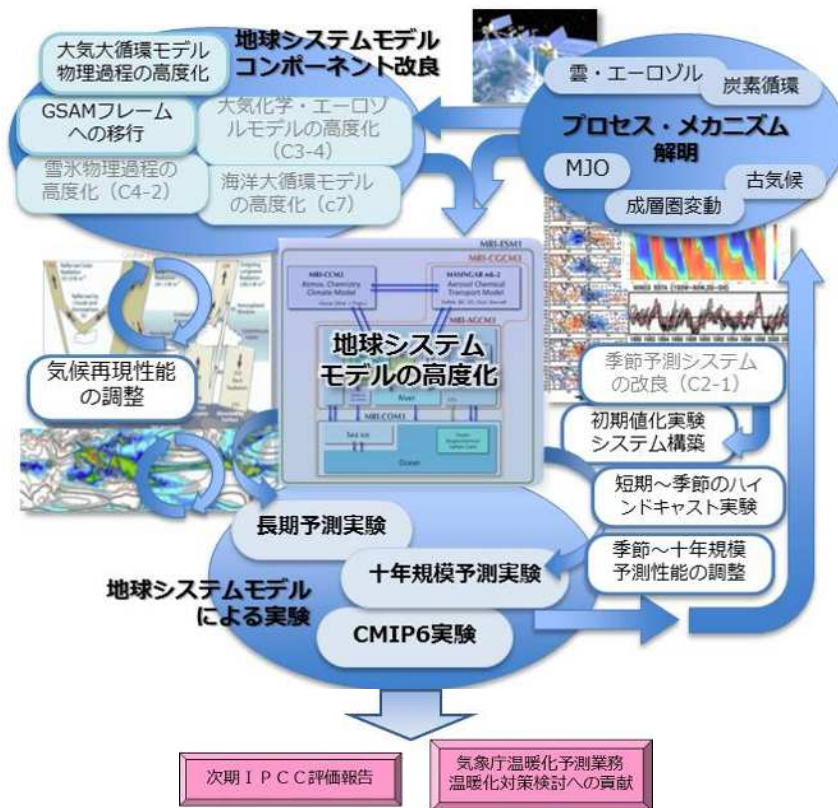 地球システムモデル
コンポーネント改良
大気大循環モデル
物理過程の高度化
GSAMフレーム
への移行
大気化学・エーロゾ
ルモデルの高度化
（C3-4）
雪氷物理過程の
高度化（C4-2）
海洋大循環モデル
の高度化（c7）
雲・エーロゾル
炭素循環
プロセス・メカニズム
解明
MJO
古気候
成層圏変動
MRI-ESM1
MRI-CGCM3
MRI-CCM2
Atmos. Chemistry
Climate Model
MASINGAR mk-2
Aerosol Chemical
Transport Model
MRI-AGCM3
地球システム
モデルの高度化
River
MRI-COM3
Sea Ice
Ocean
気候再現性能
の調整
季節予測システム
の改良（C2-1）
初期値化実験
システム構築
短期～季節のハイ
ンドキャスト実験
季節～十年規模
予測性能の調整
長期予測実験
十年規模予測実験
地球システムモデル
による実験
CMIP6実験
次期ＩＰＣＣ評価報告
気象庁温暖化予測業務
温暖化対策検討への貢献